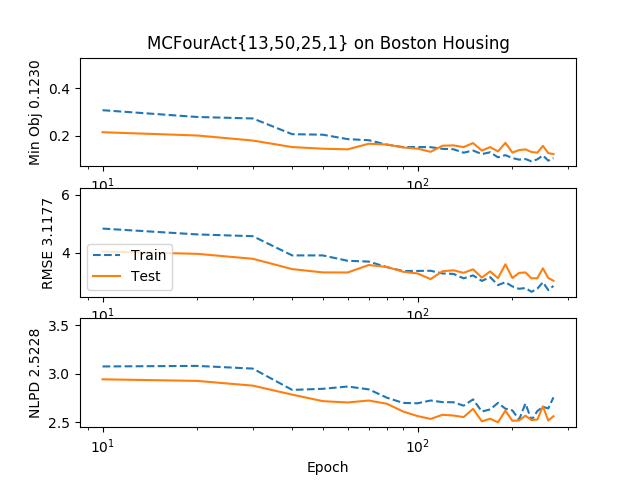 MCFourAct{13,50,25,1} on Boston Housing
Min Obj 0.1230
0.4
0.2
10¹
10²
RMSE 3.1177
6
4
Train
Test
10¹
10²
NLPD 2.5228
3.5
3.0
2.5
10¹
10²
Epoch